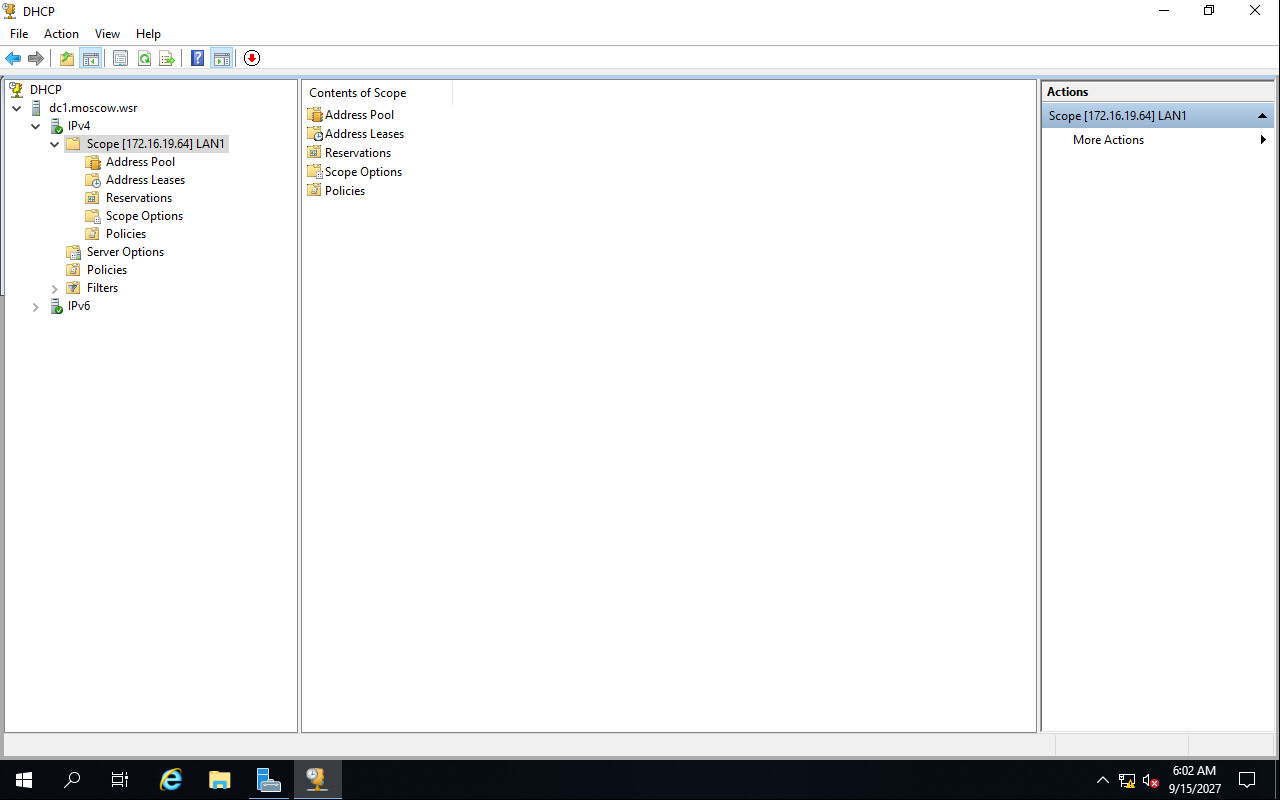 DHCP
File Action View Help
DHCP
dc1.moscow.wsr
IPv4
Scope [172.16.19.64] LAN1
Address Pool
Address Leases
Reservations
Scope Options
Policies
Server Options
Policies
Filters
IPv6
Contents of Scope
Address Pool
Address Leases
Reservations
Scope Options
Policies
Actions
Scope [172.16.19.64] LAN1
More Actions
6:02 AM
9/15/2027